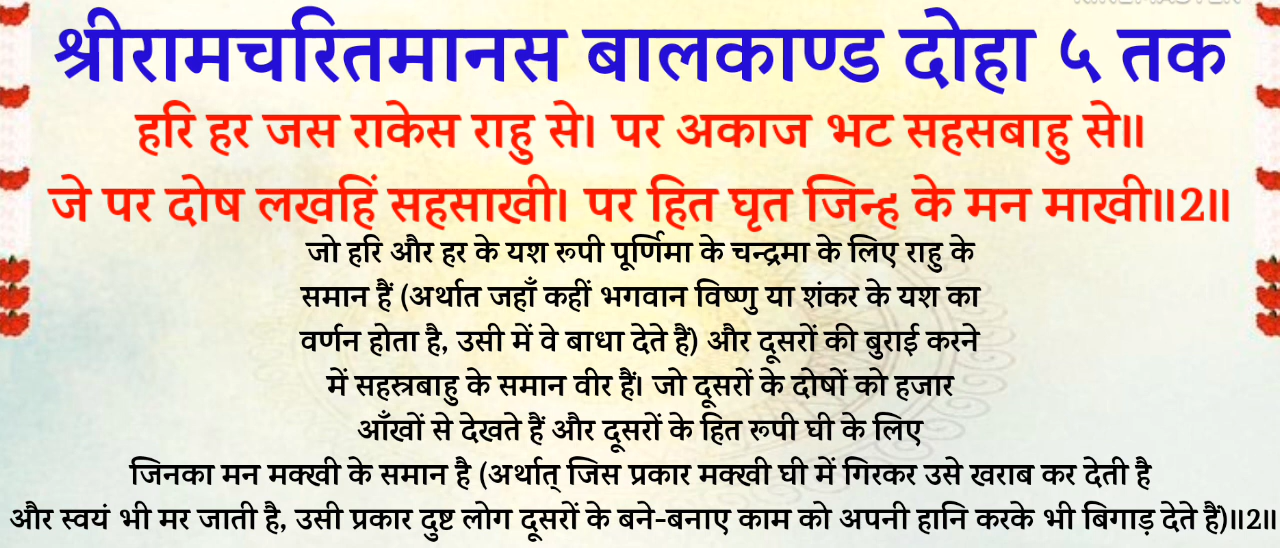 श्रीरामचरितमानस बालकाण्ड दोहा ५ तक
हरि हर जस राकेस राहु से। पर अकाज भट सहसबाहु से॥
जे पर दोष लखहिं सहसाखी। पर हित घृत जिन्ह के मन माखी॥2॥
जो हरि और हर के यश रूपी पूर्णिमा के चन्द्रमा के लिए राहु के
समान हैं (अर्थात जहाँ कहीं भगवान विष्णु या शंकर के यश का
वर्णन होता है, उसी में वे बाधा देते हैं) और दूसरों की बुराई करने
में सहस्त्रबाहु के समान वीर हैं। जो दूसरों के दोषों को हजार
आँखों से देखते हैं और दूसरों के हित रूपी घी के लिए
जिनका मन मक्खी के समान है (अर्थात् जिस प्रकार मक्खी घी में गिरकर उसे खराब कर देती है
और स्वयं भी मर जाती है, उसी प्रकार दुष्ट लोग दूसरों के बने-बनाए काम को अपनी हानि करके भी बिगाड़ देते हैं)॥2॥